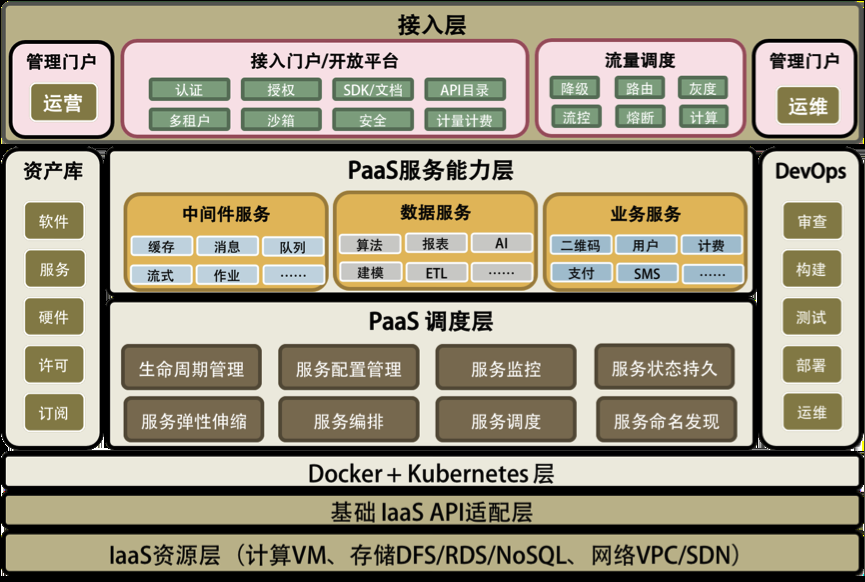 接入层
管理门户
运营
接入门户/开放平台
认证
授权
SDK/文档
API目录
多租户
沙箱
安全
计量计费
流量调度
降级
路由
灰度
流控
熔断
计算
管理门户
运维
资产库
软件
服务
硬件
许可
订阅
PaaS服务能力层
中间件服务
缓存
消息
队列
流式
作业
······
数据服务
算法
报表
AI
建模
ETL
······
业务服务
二维码
用户
计费
支付
SMS
······
PaaS 调度层
生命周期管理
服务配置管理
服务监控
服务状态持久
服务弹性伸缩
服务编排
服务调度
服务命名发现
DevOps
审查
构建
测试
部署
运维
Docker + Kubernetes 层
基础 IaaS API适配层
IaaS资源层（计算VM、存储DFS/RDS/NoSQL、网络VPC/SDN）